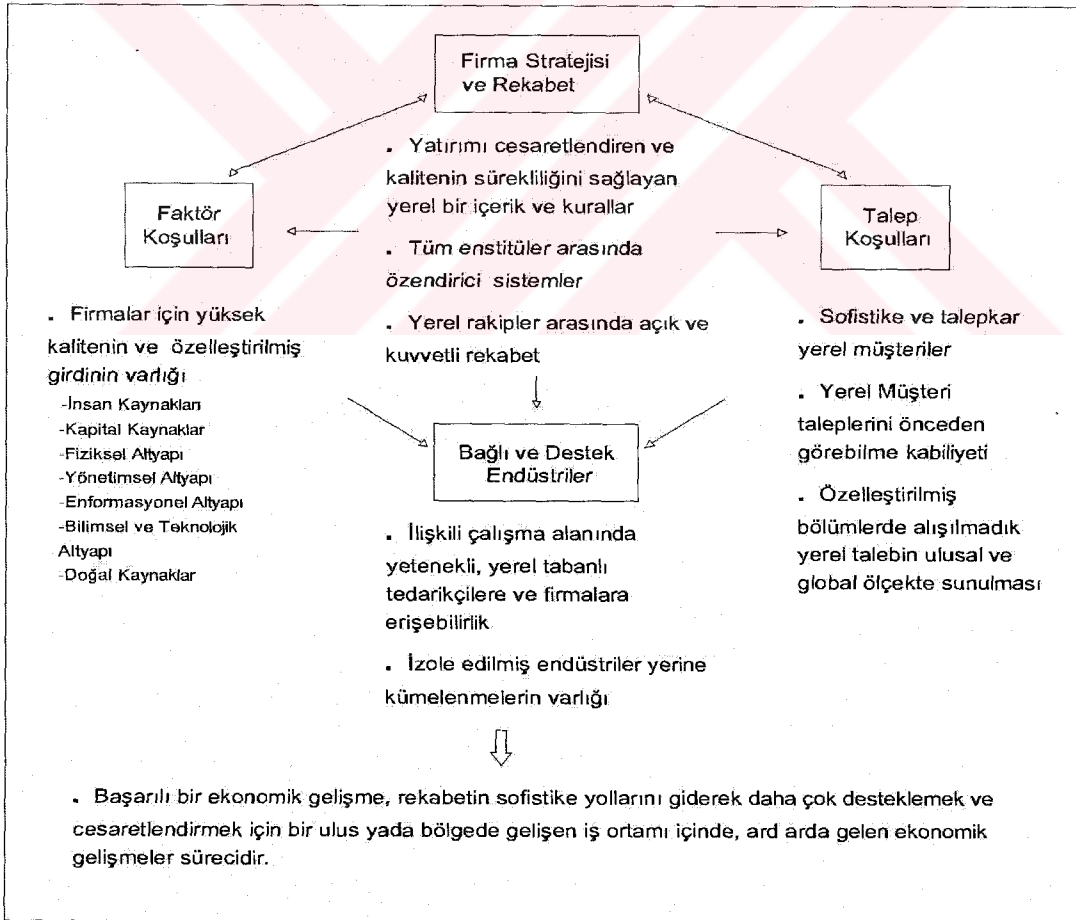 Firma Stratejisi
ve Rekabet
. Yatırımı cesaretlendiren ve
kalitenin sürekliliğini sağlayan
yerel bir içerik ve kurallar
. Tüm enstitüler arasında
özendirici sistemler
. Yerel rakipler arasında açık ve
kuvvetli rekabet
Faktör
Koşulları
. Firmalar için yüksek
kalitenin ve özelleştirilmiş
girdinin varlığı
-İnsan Kaynakları
-Kapital Kaynaklar
-Fiziksel Altyapı
-Yönetimsel Altyapı
-Enformasyonel Altyapı
-Bilimsel ve Teknolojik
Altyapı
-Doğal Kaynaklar
Talep
Koşulları
. Sofistike ve talepkar
yerel müşteriler
. Yerel Müşteri
taleplerini önceden
görebilme kabiliyeti
. Özelleştirilmiş
bölümlerde alışılmadık
yerel talebin ulusal ve
global ölçekte sunulması
Bağlı ve Destek
Endüstriler
. İlişkili çalışma alanında
yetenekli, yerel tabanlı
tedarikçilere ve firmalara
erişebilirlik
. İzole edilmiş endüstriler yerine
kümelenmelerin varlığı
. Başarılı bir ekonomik gelişme, rekabetin sofistike yollarını giderek daha çok desteklemek ve
cesaretlendirmek için bir ulus yada bölgede gelişen iş ortamı içinde, ard arda gelen ekonomik
gelişmeler sürecidir.